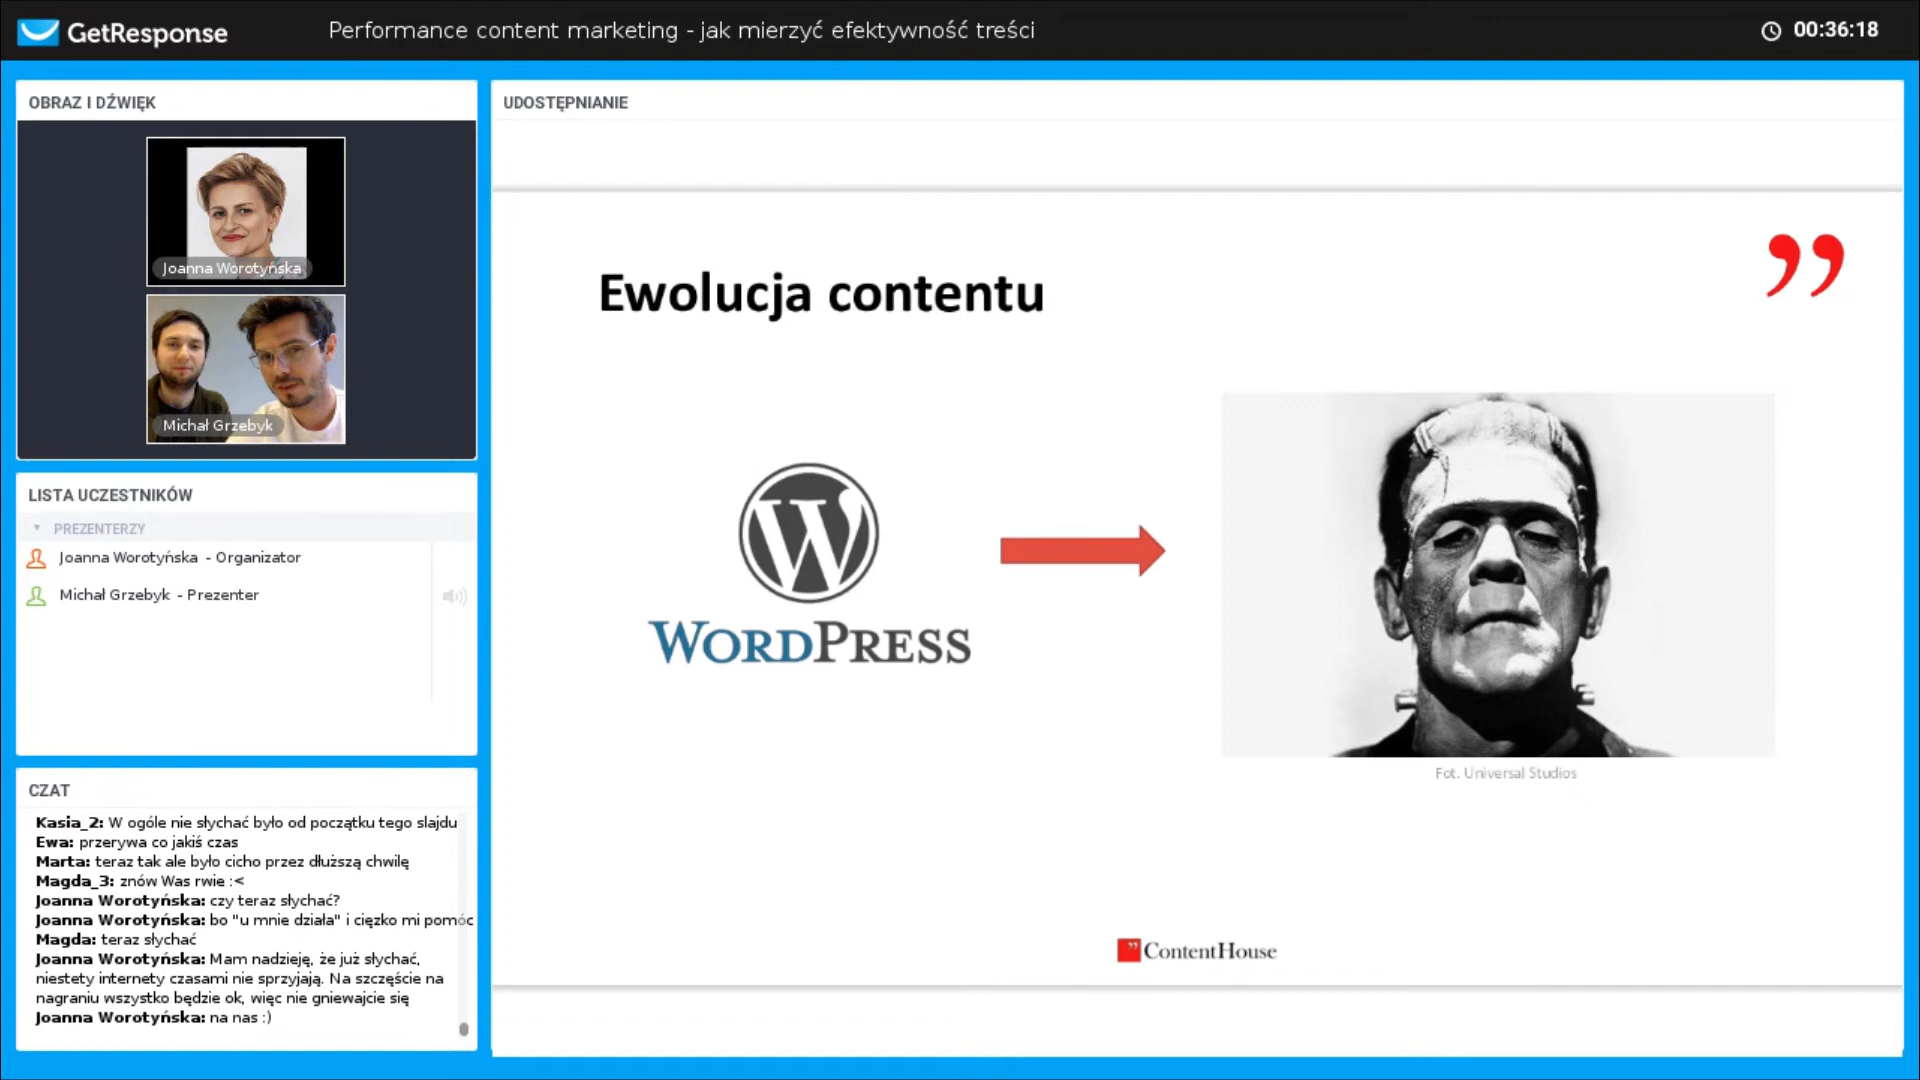 GetResponse
Performance content marketing - jak mierzyć efektywność treści
00:36:18
OBRAZ I DŹWIĘK
Joanna Worotyńska
Michał Grzebyk
LISTA UCZESTNIKÓW
PREZENTERZY
Joanna Worotyńska - Organizator
Michał Grzebyk - Prezenter
CZAT
Kasia_2: W ogóle nie słychać było od początku tego slajdu
Ewa: przerywa co jakiś czas
Marta: teraz tak ale było cicho przez dłuższą chwilę
Magda_3: znów Was rwie :<
Joanna Worotyńska: czy teraz słychać?
Joanna Worotyńska: bo "u mnie działa" i cięzko mi pomóc
Magda: teraz słychać
Joanna Worotyńska: Mam nadzieję, że już słychać,
niestety internety czasami nie sprzyjają. Na szczęście na
nagraniu wszystko będzie ok, więc nie gniewajcie się
Joanna Worotyńska: na nas :)
UDOSTĘPNIANIE
Ewolucja contentu
WORDPRESS
Fot. Universal Studios
ContentHouse